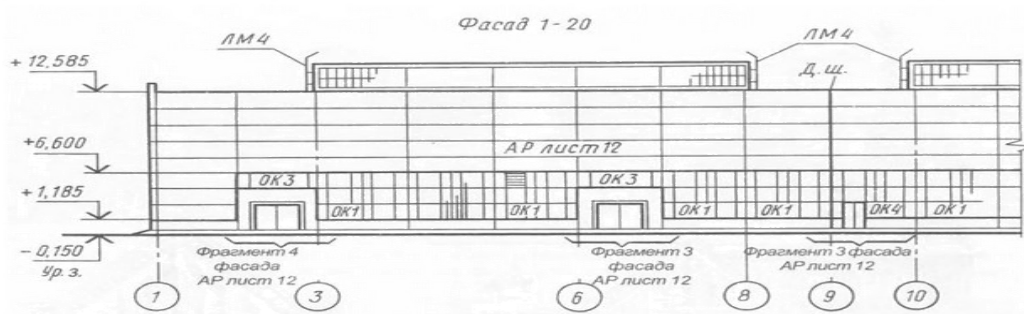 Фасад 1-20
ЛМ4
ЛМ4
+12,585
Д.ш.
+6,600
АР лист 12
ОК3
ОК3
+1,185
ОК1
ОК1
ОК1
ОК1
ОК4
ОК1
-0,150
Ур.з.
Фрагмент 4
фасада
АР лист 12
Фрагмент 3
фасада
АР лист 12
Фрагмент 3 фасада
АР лист 12
1
3
6
8
9
10